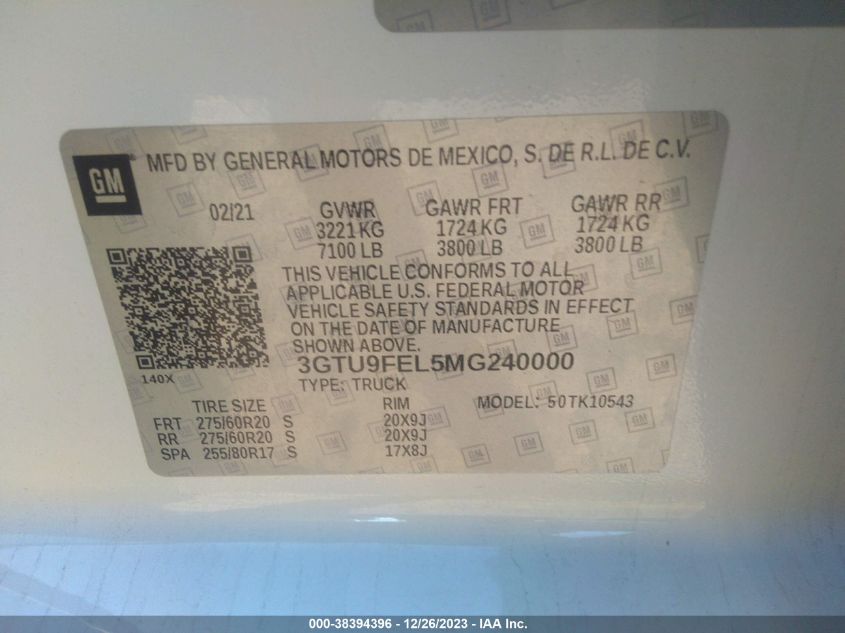 GM MFD BY GENERAL MOTORS DE MEXICO, S. DE R.L. DE C.V.
02/21 GVWR GAWR FRT GAWR RR
3221 KG 1724 KG 1724 KG
7100 LB 3800 LB 3800 LB
THIS VEHICLE CONFORMS TO ALL
APPLICABLE U.S. FEDERAL MOTOR
VEHICLE SAFETY STANDARDS IN EFFECT
ON THE DATE OF MANUFACTURE
SHOWN ABOVE.
3GTU9FEL5MG240000
140X TYPE: TRUCK
TIRE SIZE RIM MODEL: 50TK10543
FRT 275/60R20 S 20X9J
RR 275/60R20 S 20X9J
SPA 255/80R17 S 17X8J
000-38394396 - 12/26/2023 - IAA Inc.